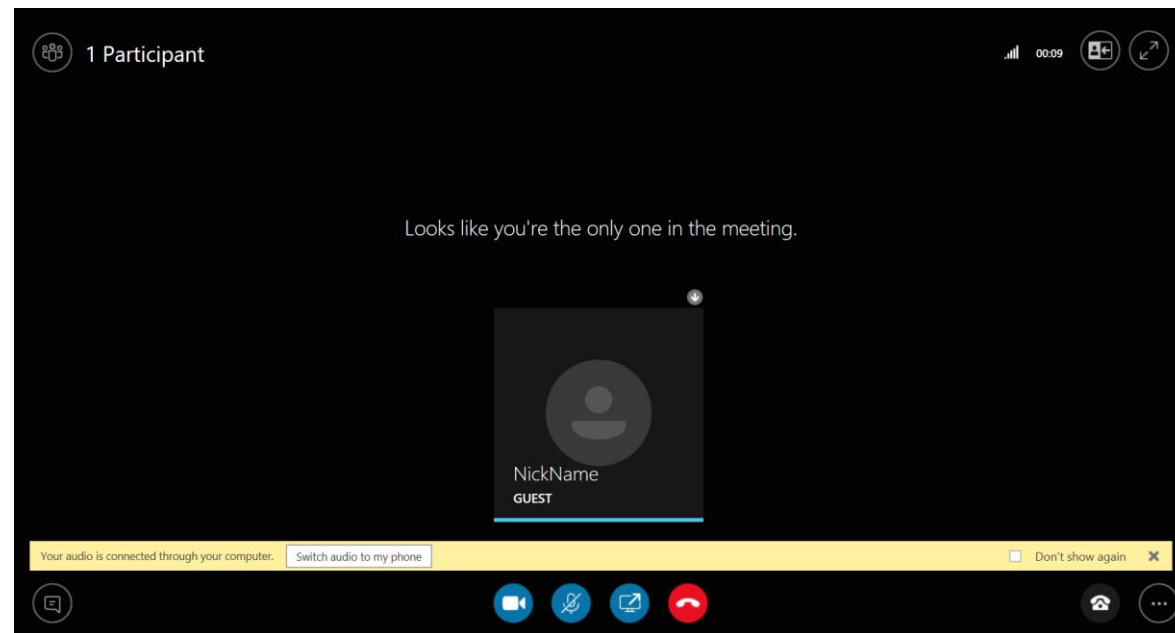 1 Participant
00:09
Looks like you're the only one in the meeting.
NickName
GUEST
Your audio is connected through your computer. Switch audio to my phone Don't show again